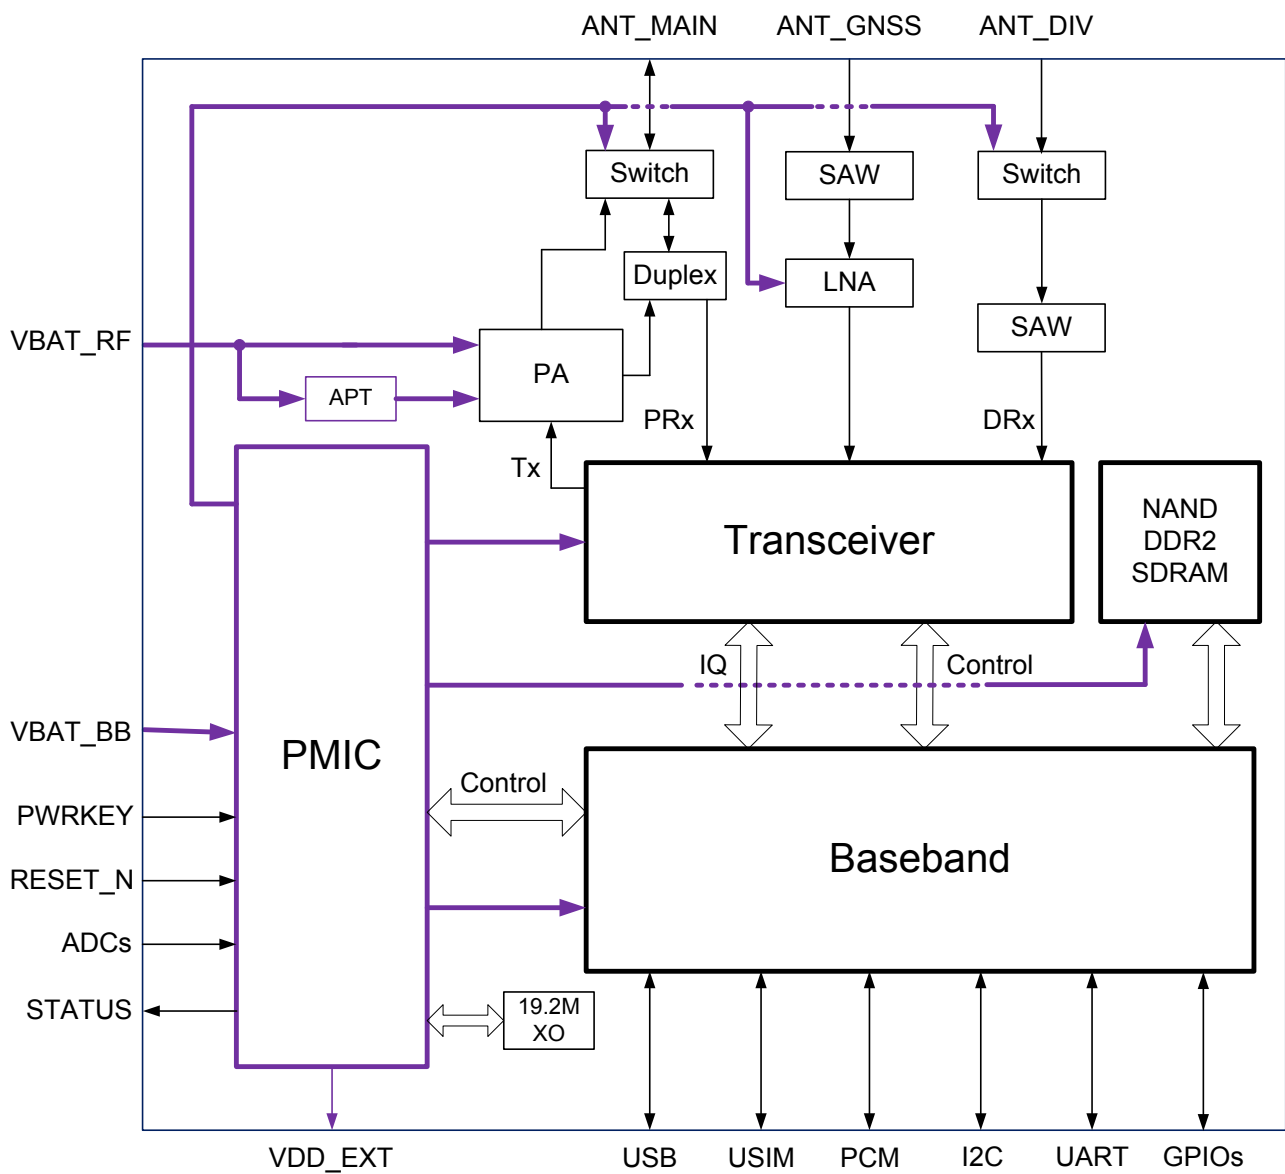 ANT_MAIN ANT_GNSS ANT_DIV
Switch SAW Switch
Duplex LNA
SAW
VBAT_RF
PA
APT
PRx DRx
Tx
Transceiver
NAND
DDR2
SDRAM
IQ Control
VBAT_BB
PMIC
Control
PWRKEY
Baseband
RESET_N
ADCs
STATUS
19.2M
XO
VDD_EXT USB USIM PCM I2C UART GPIOs